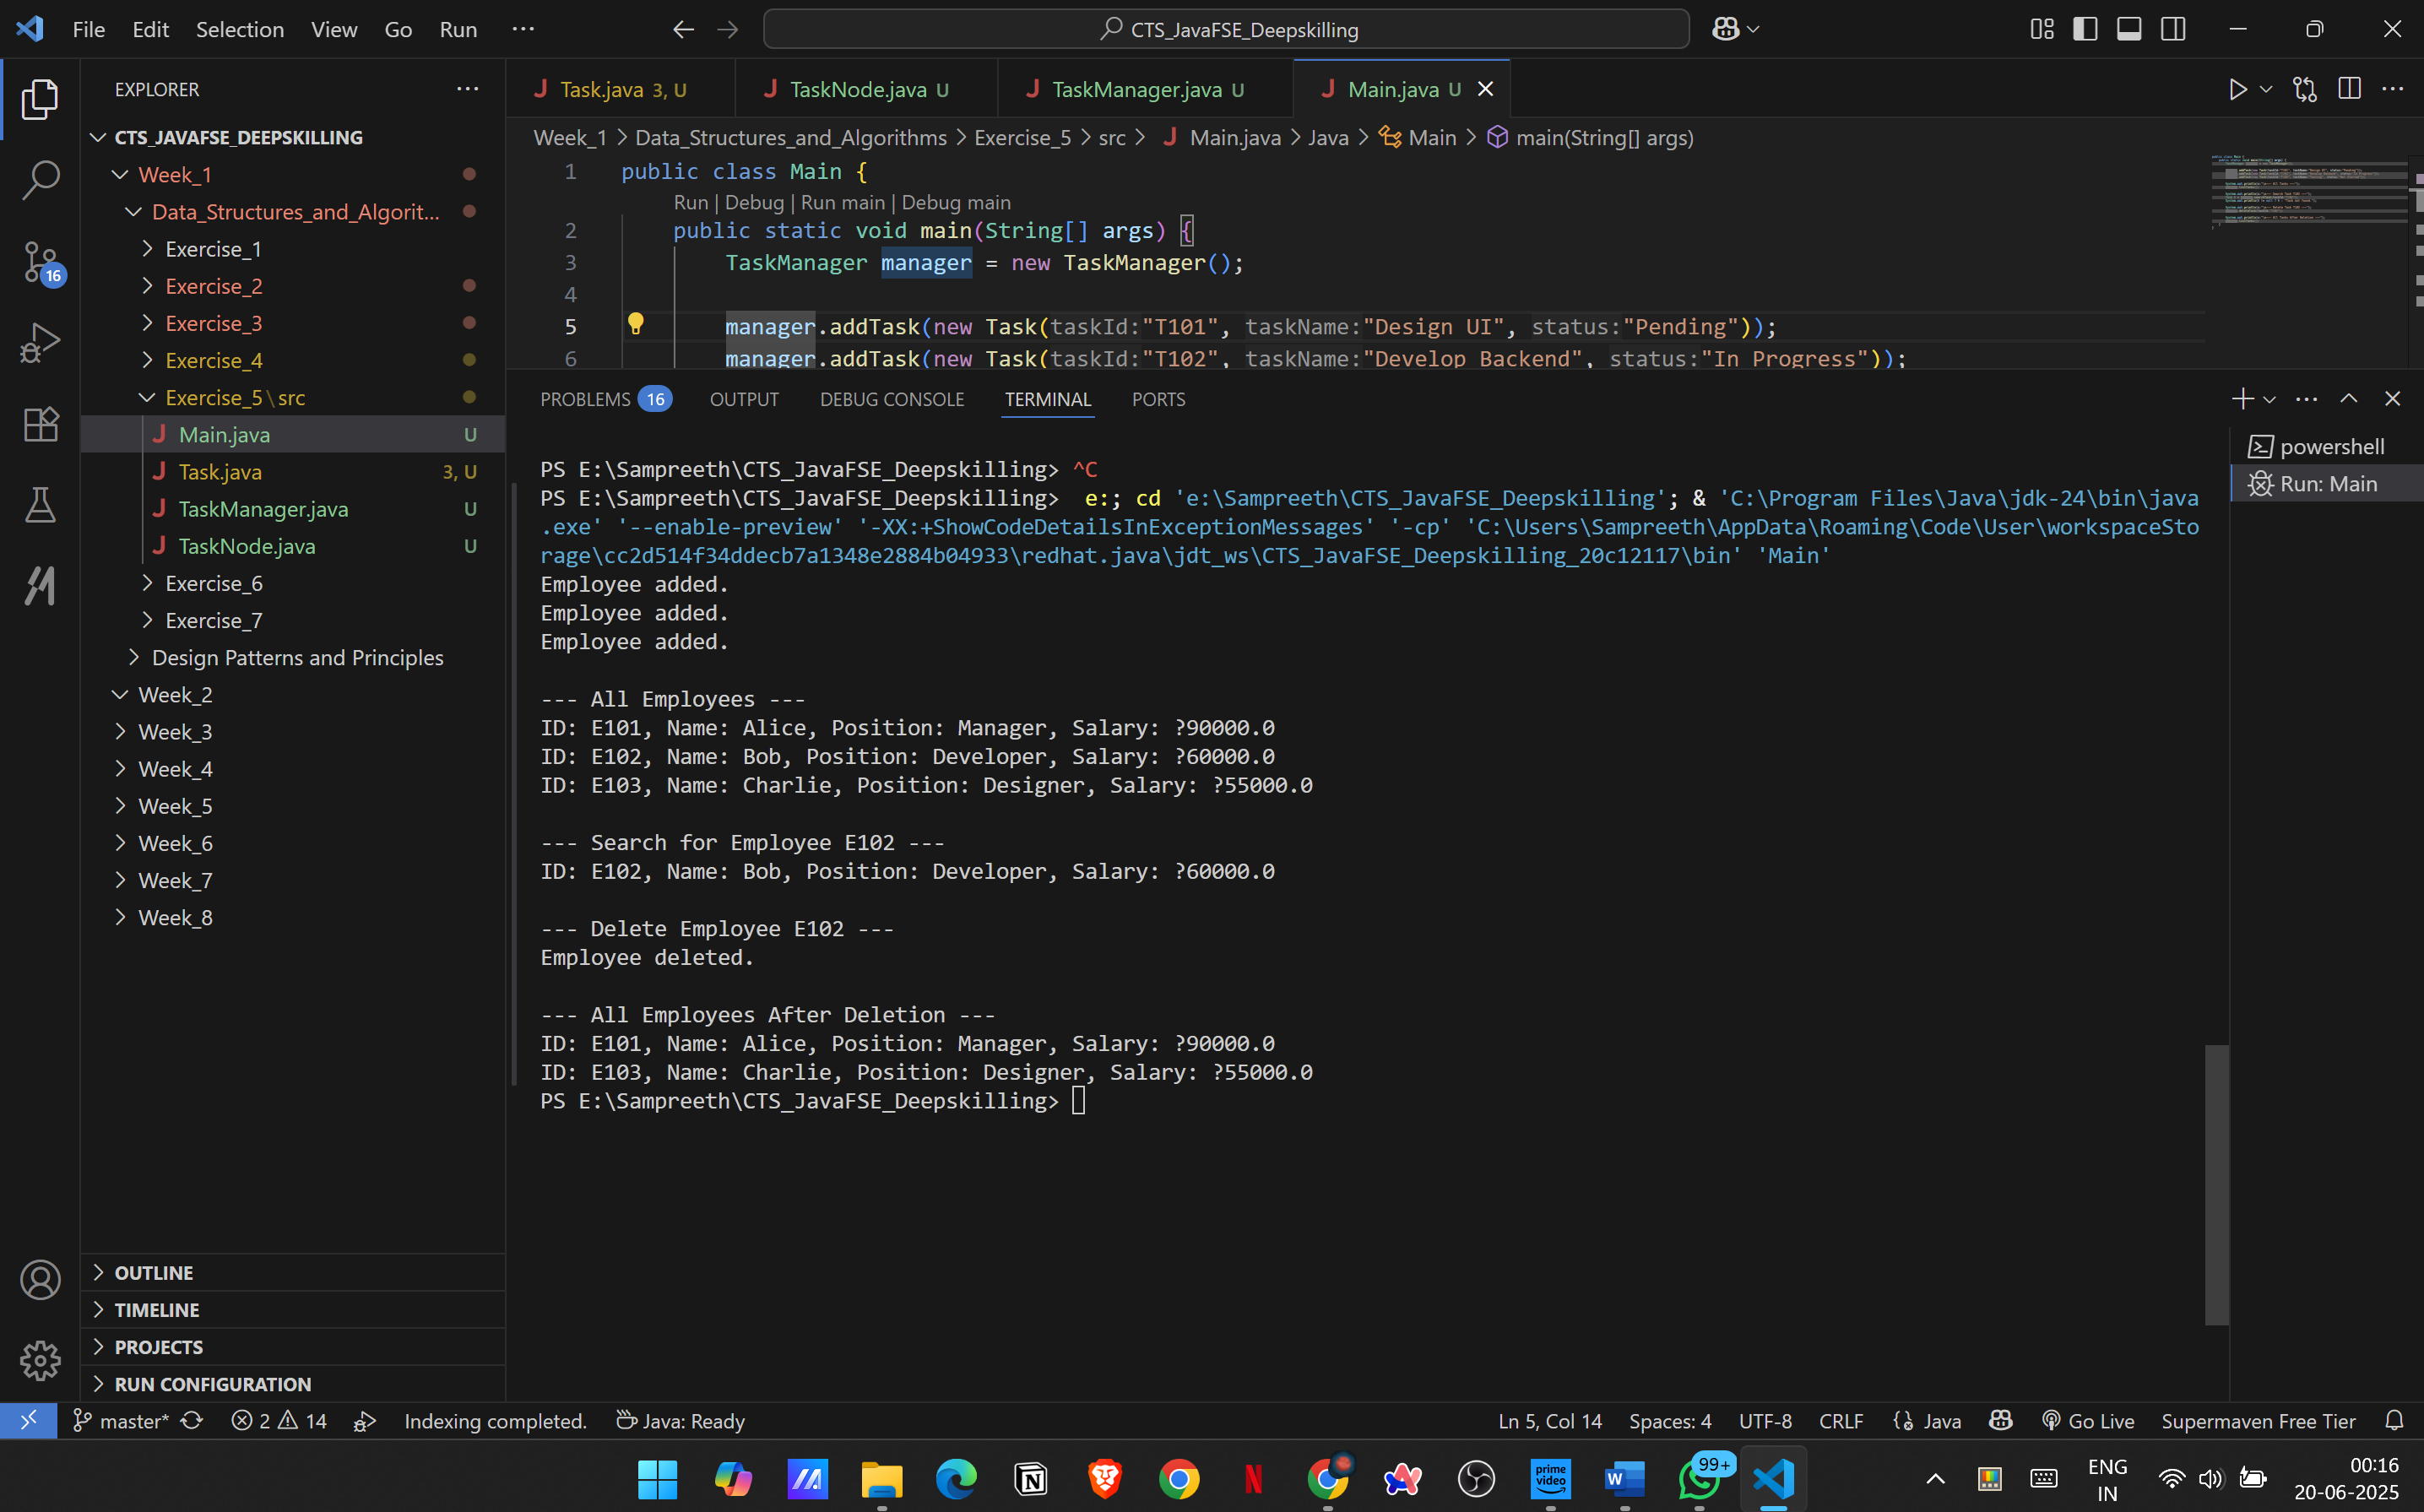 File Edit Selection View Go Run ···
CTS_JavaFSE_Deepskilling
EXPLORER
CTS_JAVAFSE_DEEPSKILLING
Week_1
Data_Structures_and_Algorit...
Exercise_1
Exercise_2
Exercise_3
Exercise_4
Exercise_5\src
Main.java U
Task.java 3, U
TaskManager.java U
TaskNode.java U
Exercise_6
Exercise_7
Design Patterns and Principles
Week_2
Week_3
Week_4
Week_5
Week_6
Week_7
Week_8
OUTLINE
TIMELINE
PROJECTS
RUN CONFIGURATION
16
Task.java 3, U TaskNode.java U TaskManager.java U Main.java U
Week_1 > Data_Structures_and_Algorithms > Exercise_5 > src > Main.java > Java > Main > main(String[] args)
1 public class Main {
Run | Debug | Run main | Debug main
2 public static void main(String[] args) {
3 TaskManager manager = new TaskManager();
4
5 manager.addTask(new Task(taskId:"T101", taskName:"Design UI", status:"Pending"));
6 manager.addTask(new Task(taskId:"T102", taskName:"Develop Backend", status:"In Progress"));
PROBLEMS 16 OUTPUT DEBUG CONSOLE TERMINAL PORTS
powershell
Run: Main
PS E:\Sampreeth\CTS_JavaFSE_Deepskilling> ^C
PS E:\Sampreeth\CTS_JavaFSE_Deepskilling> e:; cd 'e:\Sampreeth\CTS_JavaFSE_Deepskilling'; & 'C:\Program Files\Java\jdk-24\bin\java
.exe' '--enable-preview' '-XX:+ShowCodeDetailsInExceptionMessages' '-cp' 'C:\Users\Sampreeth\AppData\Roaming\Code\User\workspaceSto
rage\cc2d514f34ddecb7a1348e2884b04933\redhat.java\jdt_ws\CTS_JavaFSE_Deepskilling_20c12117\bin' 'Main'
Employee added.
Employee added.
Employee added.
--- All Employees ---
ID: E101, Name: Alice, Position: Manager, Salary: ?90000.0
ID: E102, Name: Bob, Position: Developer, Salary: ?60000.0
ID: E103, Name: Charlie, Position: Designer, Salary: ?55000.0
--- Search for Employee E102 ---
ID: E102, Name: Bob, Position: Developer, Salary: ?60000.0
--- Delete Employee E102 ---
Employee deleted.
--- All Employees After Deletion ---
ID: E101, Name: Alice, Position: Manager, Salary: ?90000.0
ID: E103, Name: Charlie, Position: Designer, Salary: ?55000.0
PS E:\Sampreeth\CTS_JavaFSE_Deepskilling>
master* 2 14 Indexing completed. Java: Ready Ln 5, Col 14 Spaces: 4 UTF-8 CRLF Java Go Live Supermaven Free Tier
prime video
W
99+
ENG
IN
00:16
20-06-2025